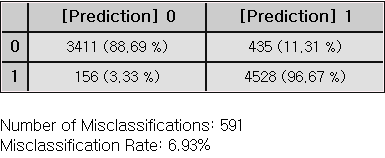 [Prediction] 0 [Prediction] 1
0 3411 (88,69 %) 435 (11,31 %)
1 156 (3,33 %) 4528 (96,67 %)
Number of Misclassifications: 591
Misclassification Rate: 6.93%